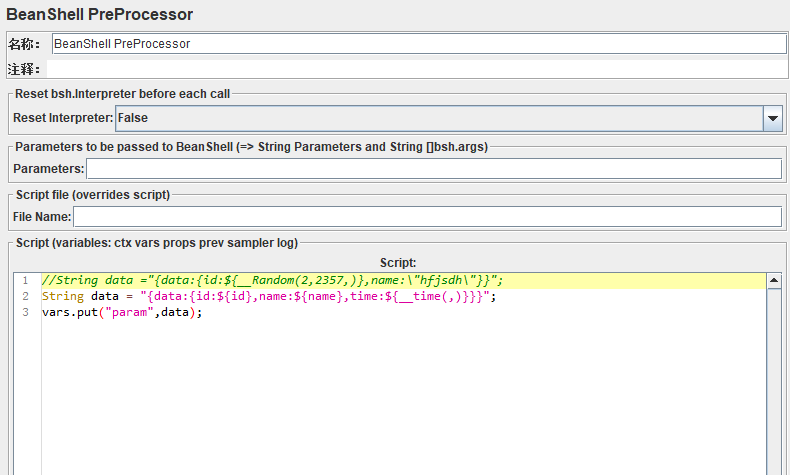 BeanShell PreProcessor
名称： BeanShell PreProcessor
注释：
Reset bsh.Interpreter before each call
Reset Interpreter: False
Parameters to be passed to BeanShell (=> String Parameters and String []bsh.args)
Parameters:
Script file (overrides script)
File Name:
Script (variables: ctx vars props prev sampler log)
Script:
1 //String data ="{data:{id:${__Random(2,2357,)},name:\"hfjsdh\"}}";
2 String data = "{data:{id:${id},name:${name},time:${__time(,)}}}";
3 vars.put("param",data);